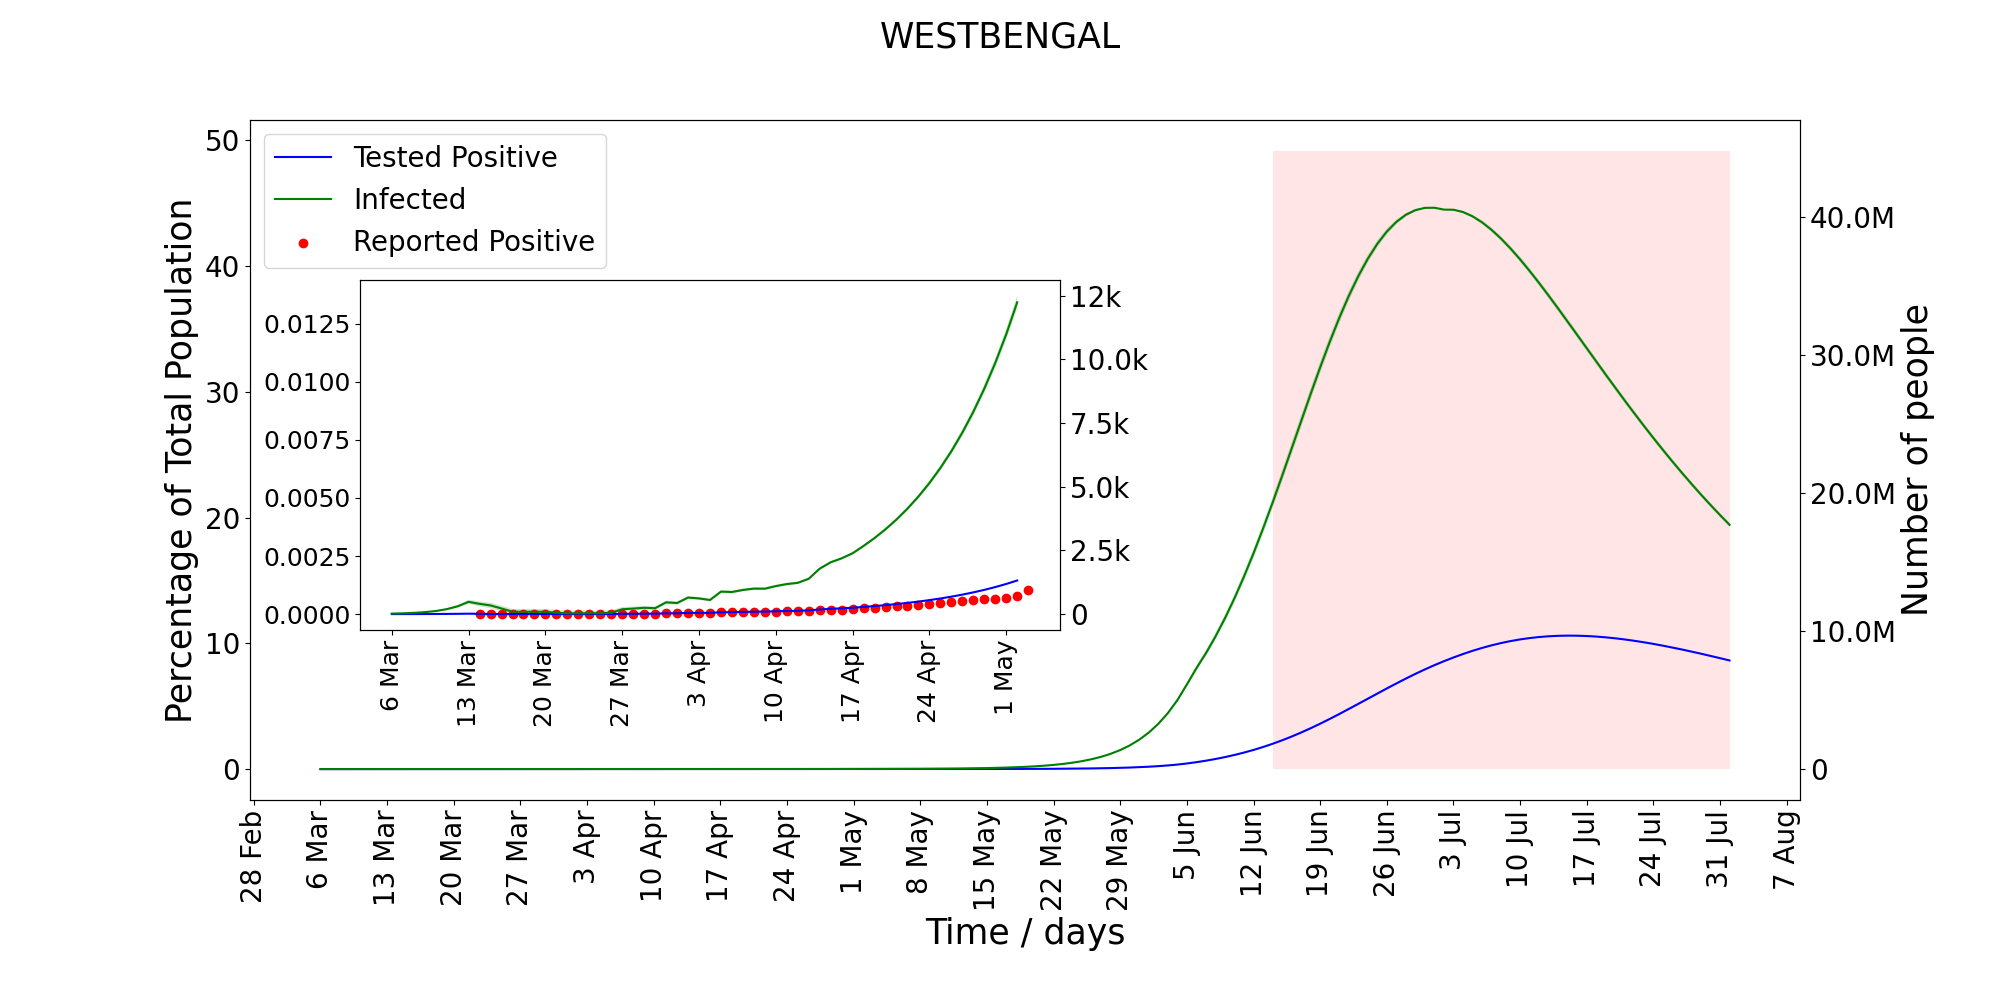 WESTBENGAL
Tested Positive
Infected
Reported Positive
Percentage of Total Population
50
40
30
20
10
0
0.0125
0.0100
0.0075
0.0050
0.0025
0.0000
12k
10.0k
7.5k
5.0k
2.5k
0
6 Mar
13 Mar
20 Mar
27 Mar
3 Apr
10 Apr
17 Apr
24 Apr
1 May
40.0M
30.0M
20.0M
10.0M
0
Number of people
28 Feb
6 Mar
13 Mar
20 Mar
27 Mar
3 Apr
10 Apr
17 Apr
24 Apr
1 May
8 May
15 May
22 May
29 May
5 Jun
12 Jun
19 Jun
26 Jun
3 Jul
10 Jul
17 Jul
24 Jul
31 Jul
7 Aug
Time / days